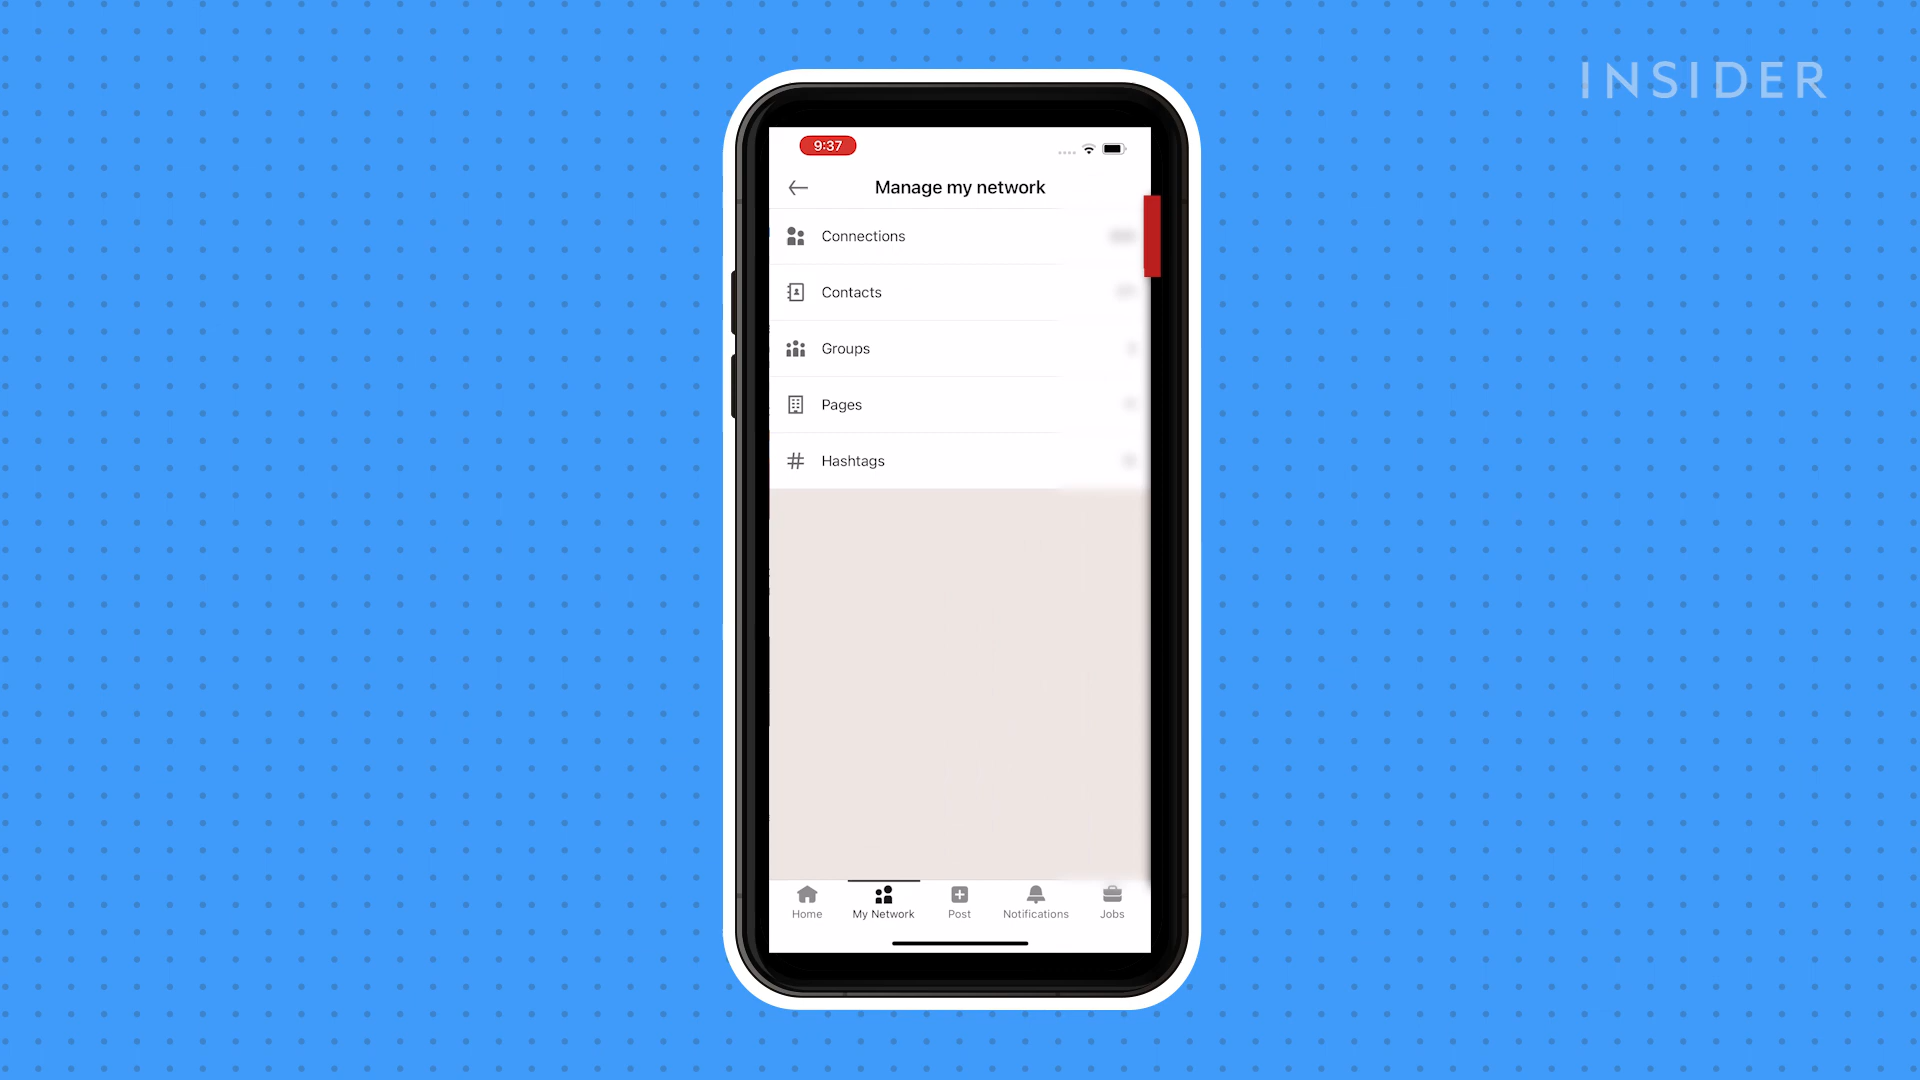 INSIDER
9:37
Manage my network
Connections
Contacts
Groups
Pages
Hashtags
Home
My Network
Post
Notifications
Jobs